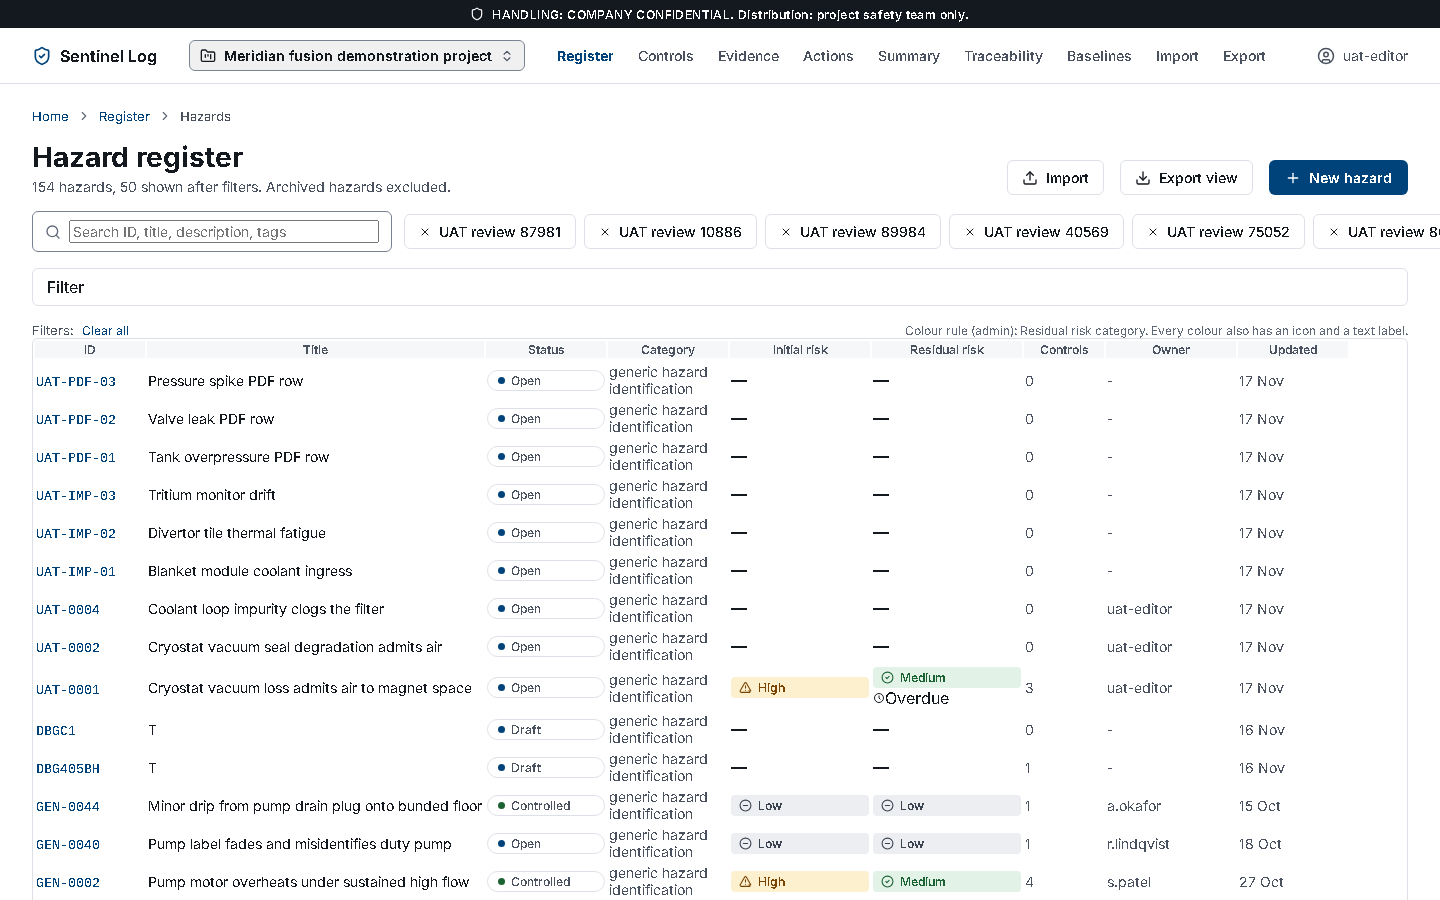 HANDLING: COMPANY CONFIDENTIAL. Distribution: project safety team only.
Sentinel Log
Meridian fusion demonstration project
Register Controls Evidence Actions Summary Traceability Baselines Import Export
uat-editor
Home > Register > Hazards
Hazard register
154 hazards, 50 shown after filters. Archived hazards excluded.
Import
Export view
New hazard
Search ID, title, description, tags
UAT review 87981
UAT review 10886
UAT review 89984
UAT review 40569
UAT review 75052
UAT review
Filter
Filters: Clear all
Colour rule (admin): Residual risk category. Every colour also has an icon and a text label.
ID Title Status Category Initial risk Residual risk Controls Owner Updated
UAT-PDF-03 Pressure spike PDF row Open generic hazard identification — — 0 - 17 Nov
UAT-PDF-02 Valve leak PDF row Open generic hazard identification — — 0 - 17 Nov
UAT-PDF-01 Tank overpressure PDF row Open generic hazard identification — — 0 - 17 Nov
UAT-IMP-03 Tritium monitor drift Open generic hazard identification — — 0 - 17 Nov
UAT-IMP-02 Divertor tile thermal fatigue Open generic hazard identification — — 0 - 17 Nov
UAT-IMP-01 Blanket module coolant ingress Open generic hazard identification — — 0 - 17 Nov
UAT-0004 Coolant loop impurity clogs the filter Open generic hazard identification — — 0 uat-editor 17 Nov
UAT-0002 Cryostat vacuum seal degradation admits air Open generic hazard identification — — 0 uat-editor 17 Nov
UAT-0001 Cryostat vacuum loss admits air to magnet space Open generic hazard identification High Medium Overdue 3 uat-editor 17 Nov
DBGC1 T Draft generic hazard identification — — 0 - 16 Nov
DBG405BH T Draft generic hazard identification — — 1 - 16 Nov
GEN-0044 Minor drip from pump drain plug onto bunded floor Controlled generic hazard identification Low Low 1 a.okafor 15 Oct
GEN-0040 Pump label fades and misidentifies duty pump Open generic hazard identification Low Low 1 r.lindqvist 18 Oct
GEN-0002 Pump motor overheats under sustained high flow Controlled generic hazard identification High Medium 4 s.patel 27 Oct